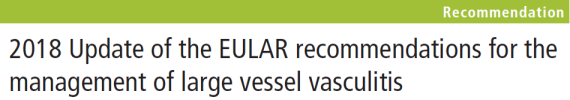 Recommendation
2018 Update of the EULAR recommendations for the
management of large vessel vasculitis